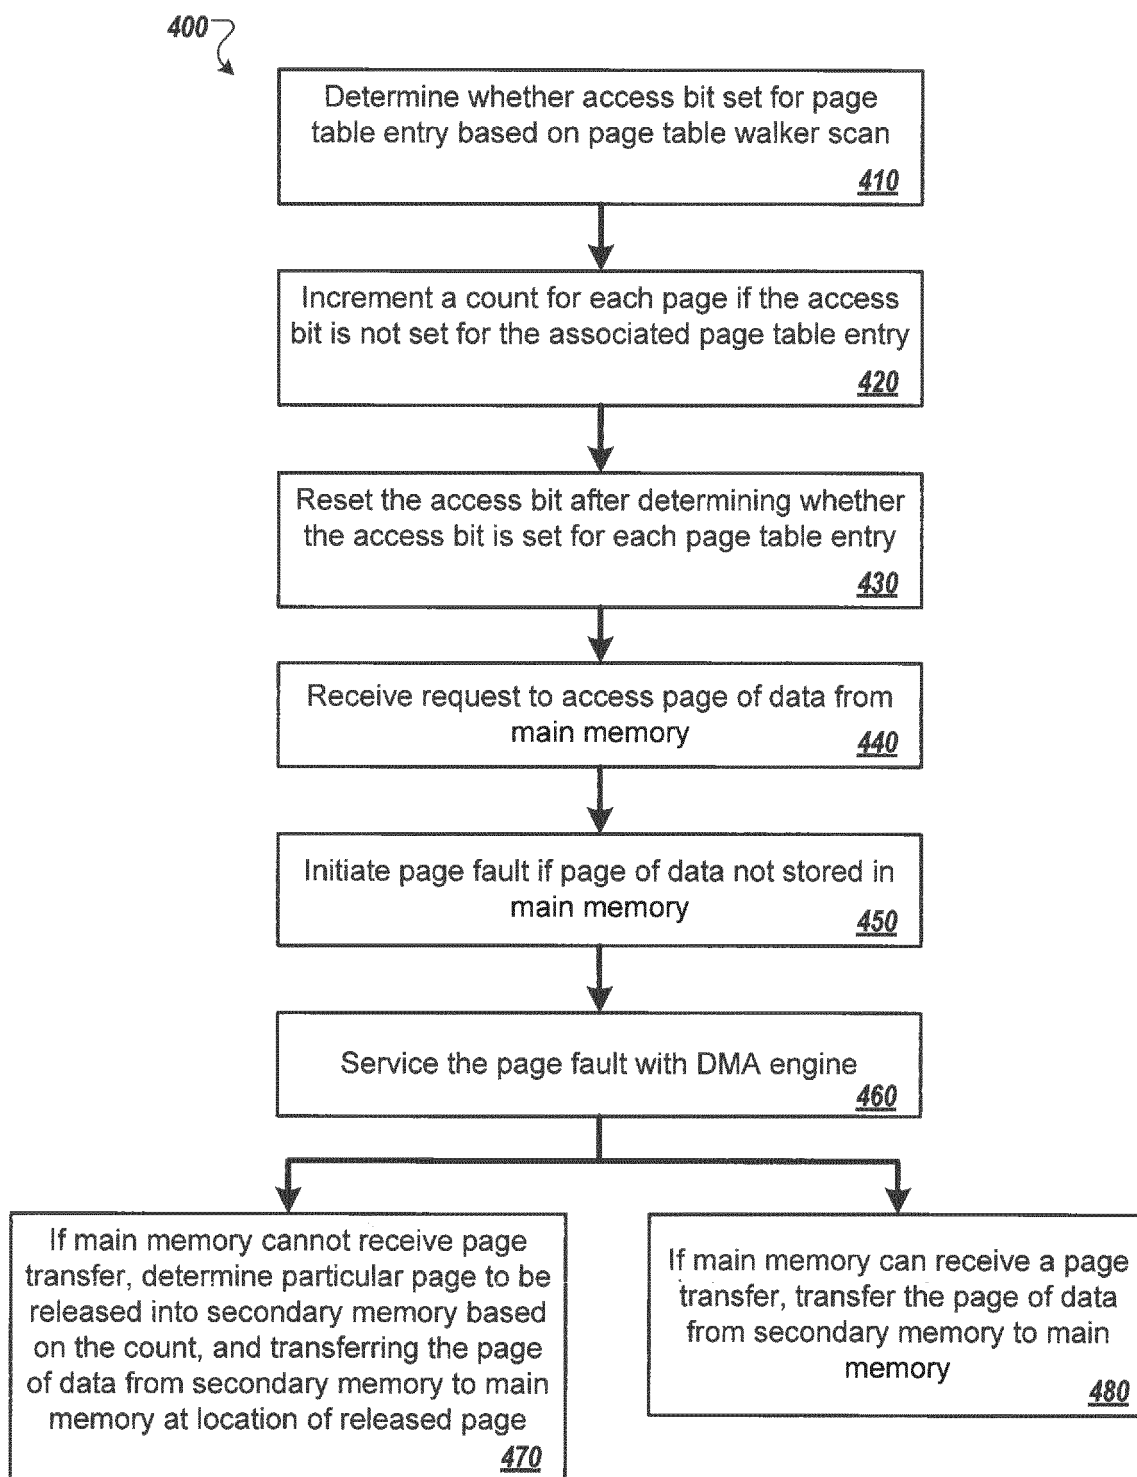 400
Determine whether access bit set for page
table entry based on page table walker scan
410
Increment a count for each page if the access
bit is not set for the associated page table entry
420
Reset the access bit after determining whether
the access bit is set for each page table entry
430
Receive request to access page of data from
main memory
440
Initiate page fault if page of data not stored in
main memory
450
Service the page fault with DMA engine
460
If main memory cannot receive page
transfer, determine particular page to be
released into secondary memory based
on the count, and transferring the page
of data from secondary memory to main
memory at location of released page
470
If main memory can receive a page
transfer, transfer the page of data
from secondary memory to main
memory
480